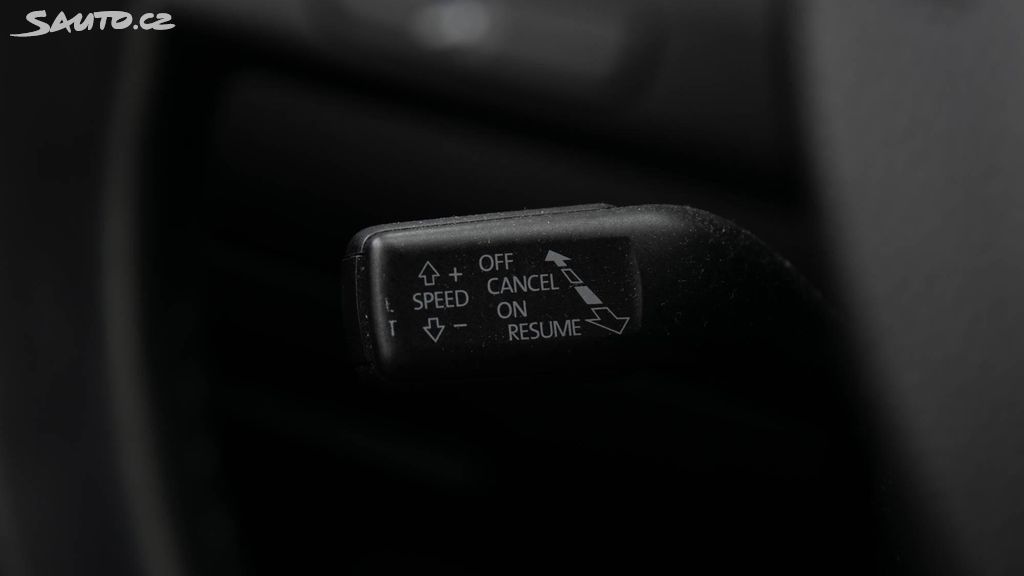 SAUTO.CZ
+ OFF
SPEED CANCEL
ON
T - RESUME